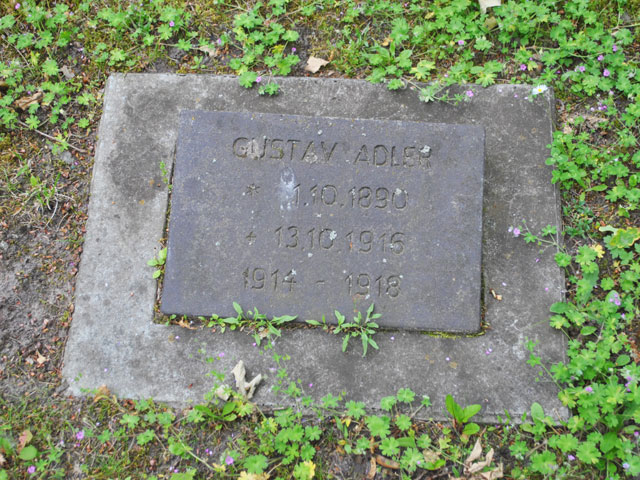 GUSTAV ADLER
* 1.10.1890
+ 13.10.1916
1914 - 1918